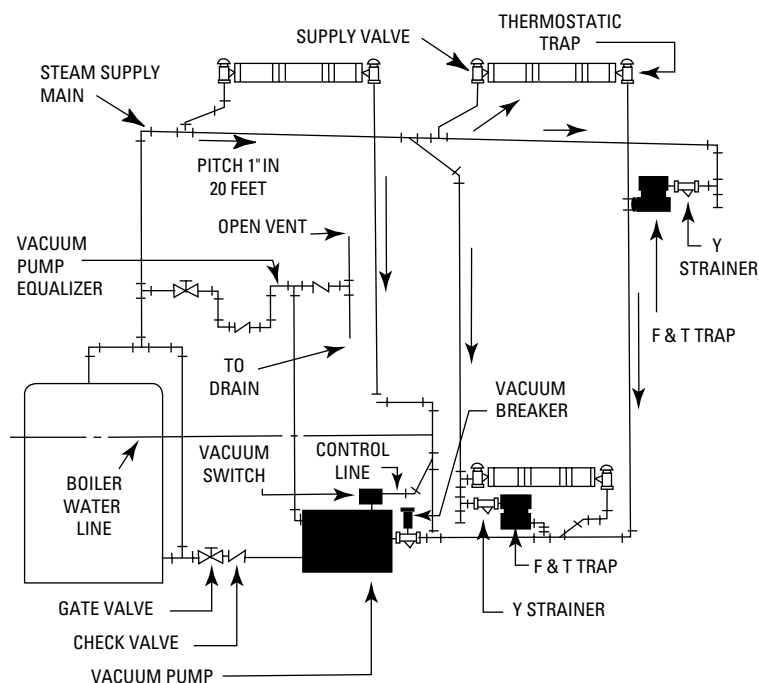 THERMOSTATIC
TRAP
SUPPLY VALVE
STEAM SUPPLY
MAIN
PITCH 1" IN
20 FEET
OPEN VENT
VACUUM
PUMP
EQUALIZER
Y
STRAINER
F & T TRAP
TO
DRAIN
VACUUM
BREAKER
VACUUM
SWITCH
CONTROL
LINE
BOILER
WATER
LINE
F & T TRAP
GATE VALVE
Y STRAINER
CHECK VALVE
VACUUM PUMP